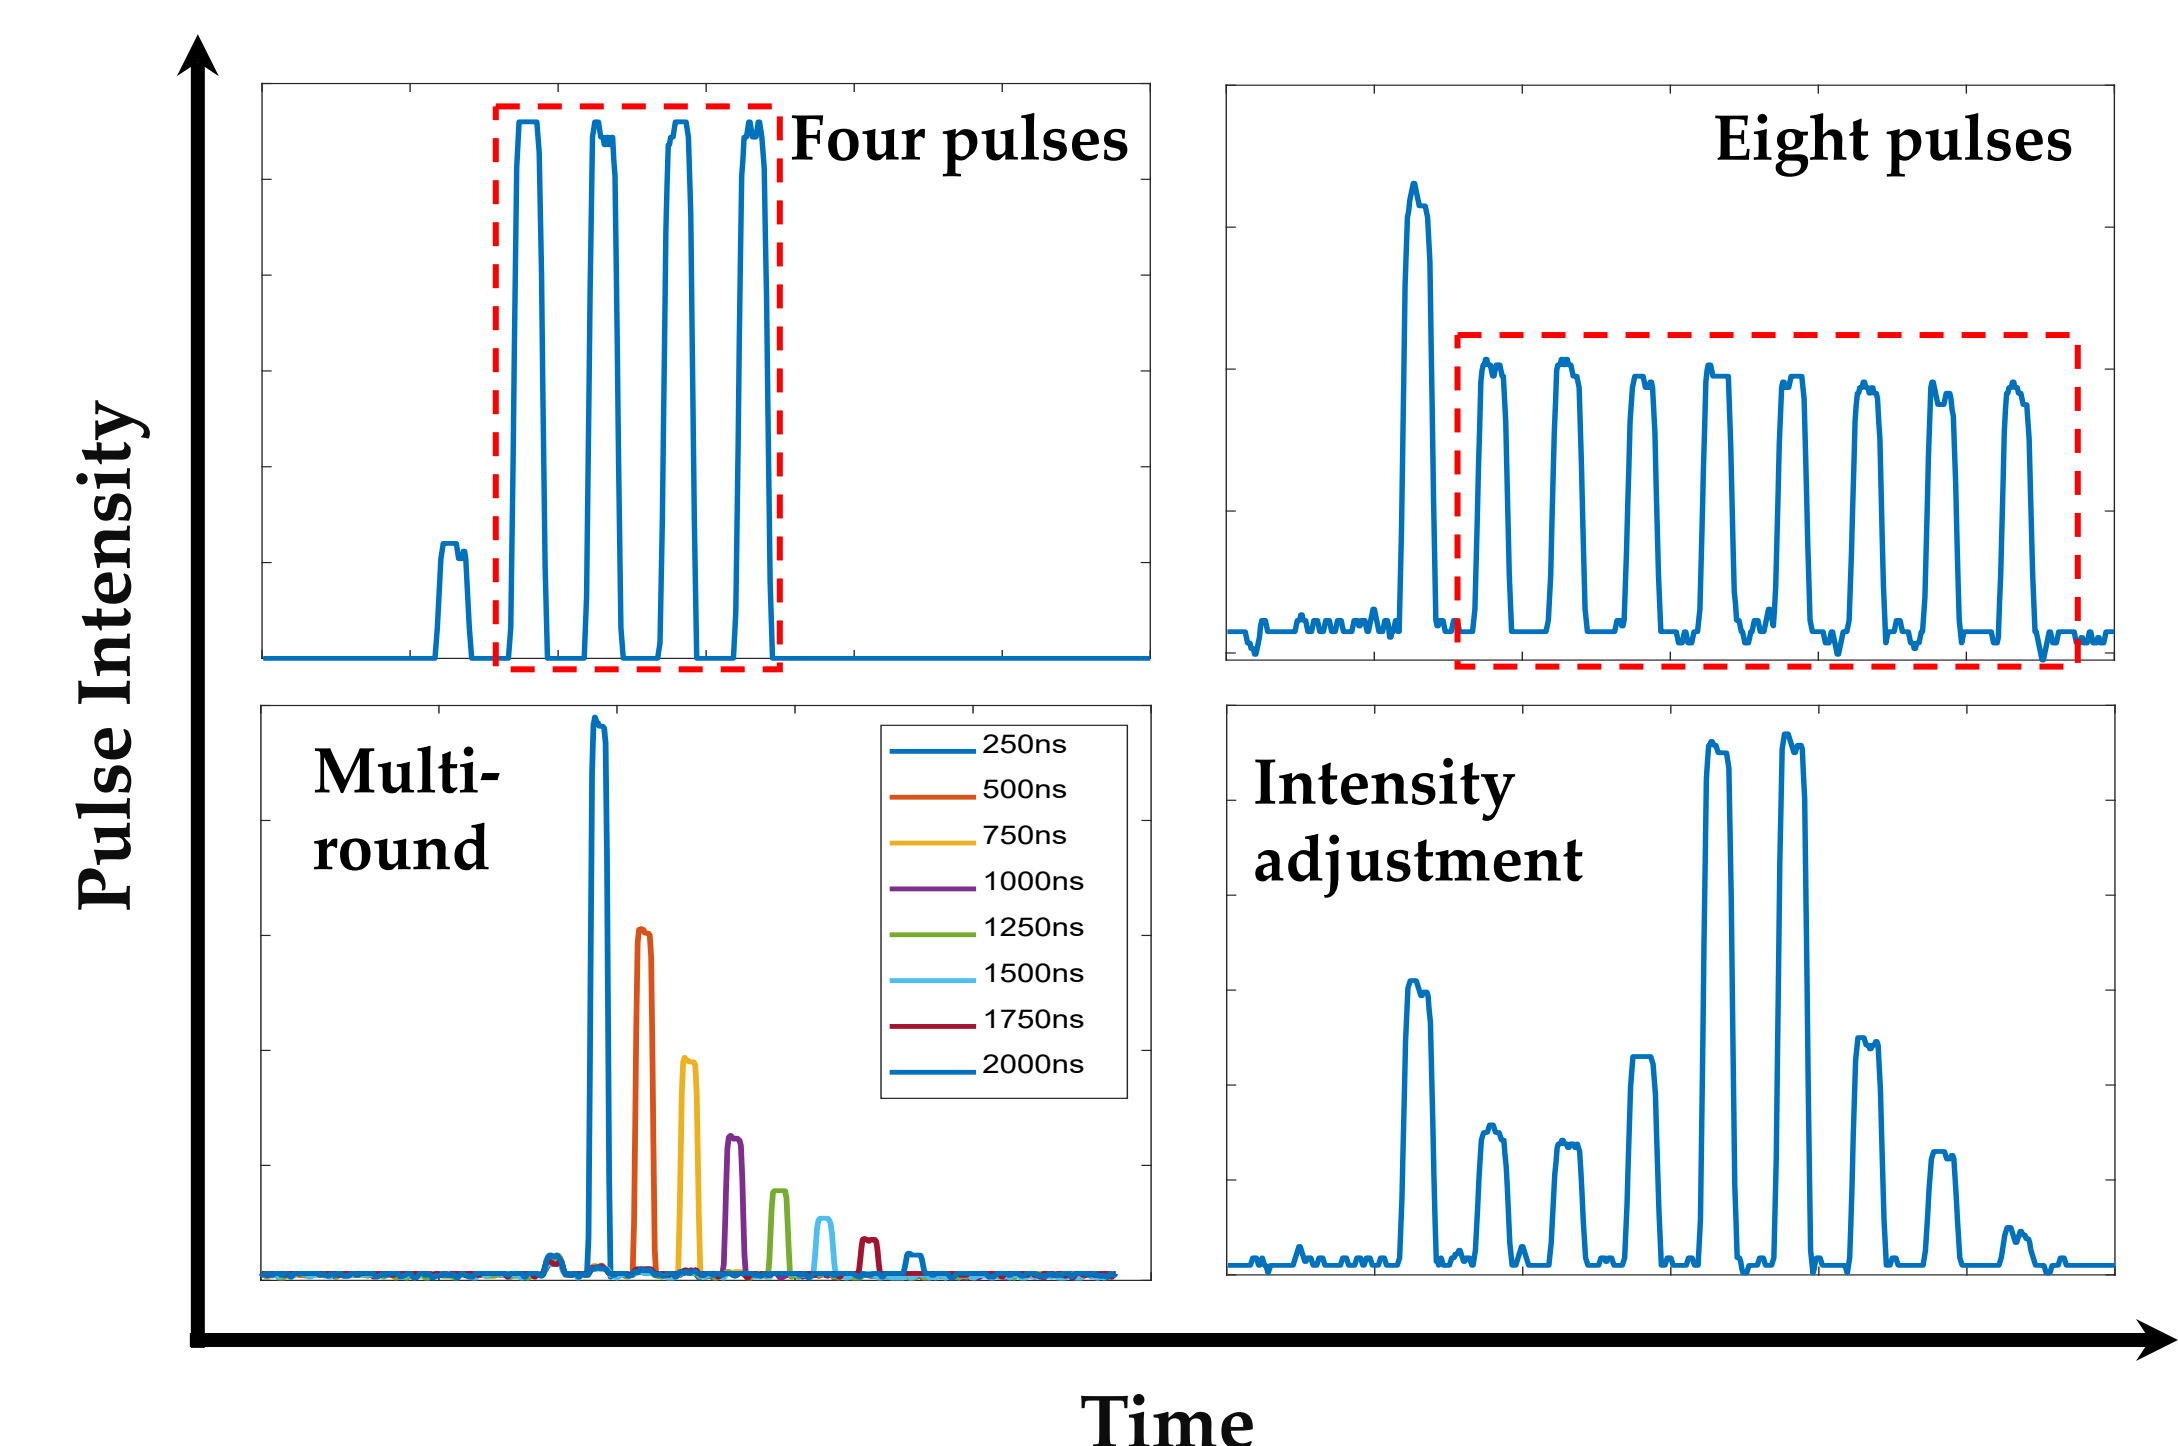 Four pulses
Eight pulses
Pulse Intensity
Multi-
round
250ns
500ns
750ns
1000ns
1250ns
1500ns
1750ns
2000ns
Intensity
adjustment
Time